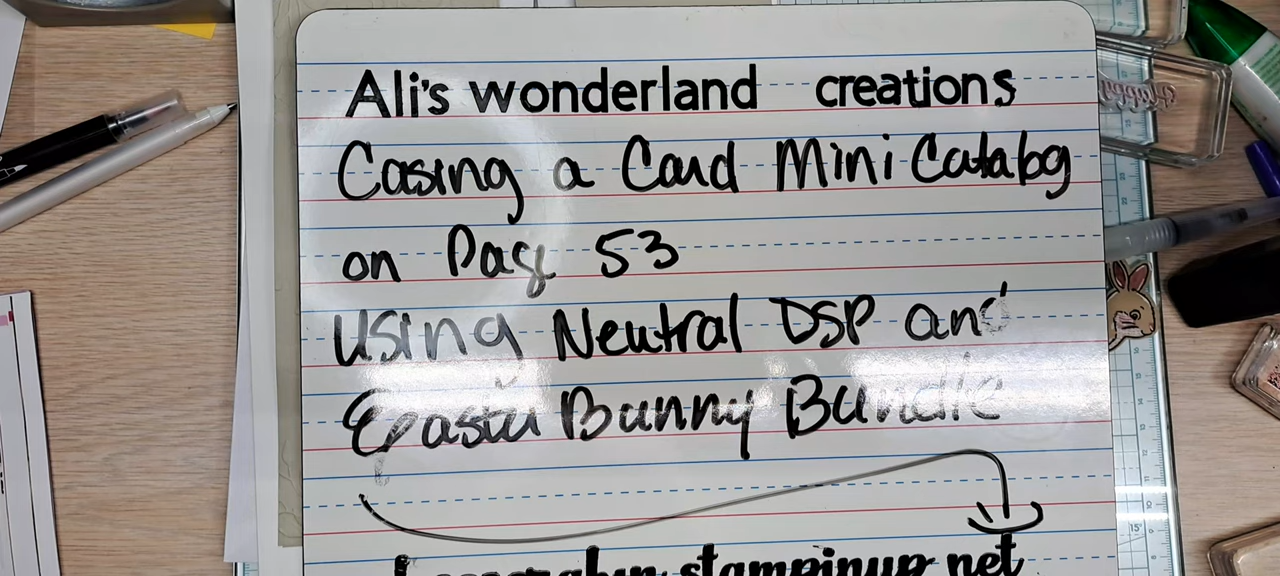 Ali's wonderland creations
Casing a Card Mini Catalog
on Page 53
Using Neutral DSP and
Easter Bunny Bundle
stampinup.net